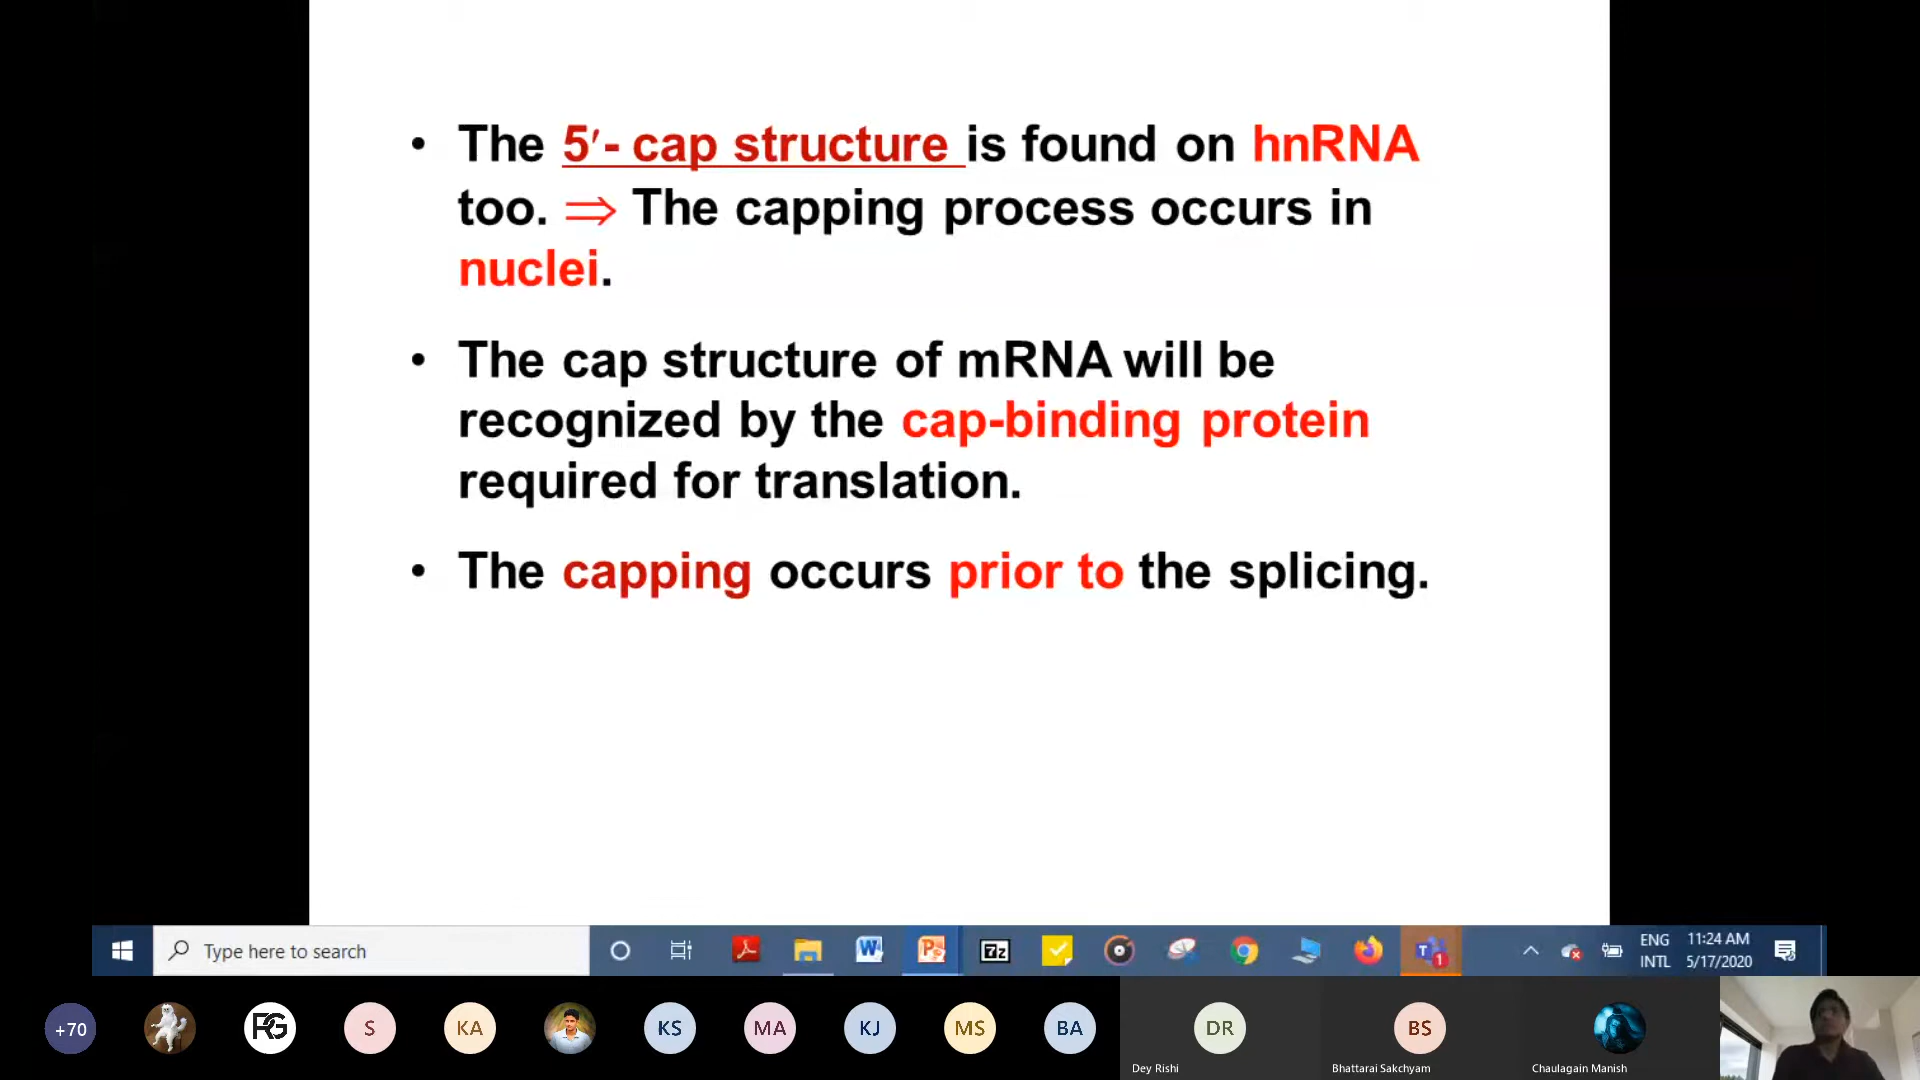 • The 5′- cap structure is found on hnRNA
too. ⇒ The capping process occurs in
nuclei.
• The cap structure of mRNA will be
recognized by the cap-binding protein
required for translation.
• The capping occurs prior to the splicing.
Type here to search
ENG
INTL
11:24 AM
5/17/2020
+70
RG
S
KA
KS
MA
KJ
MS
BA
DR
Dey Rishi
BS
Bhattarai Sakchyam
Chaulagain Manish